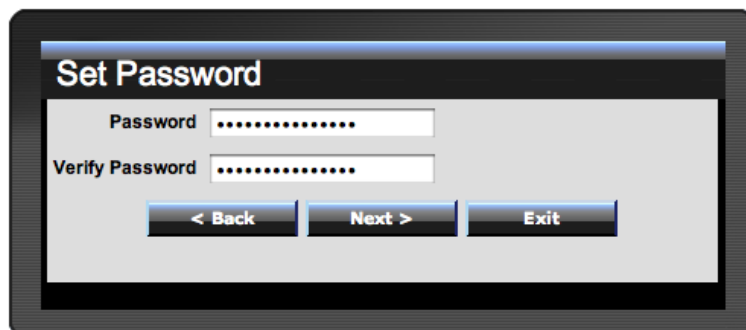 Set Password
Password •••••••••••••••
Verify Password •••••••••••••••
< Back Next > Exit